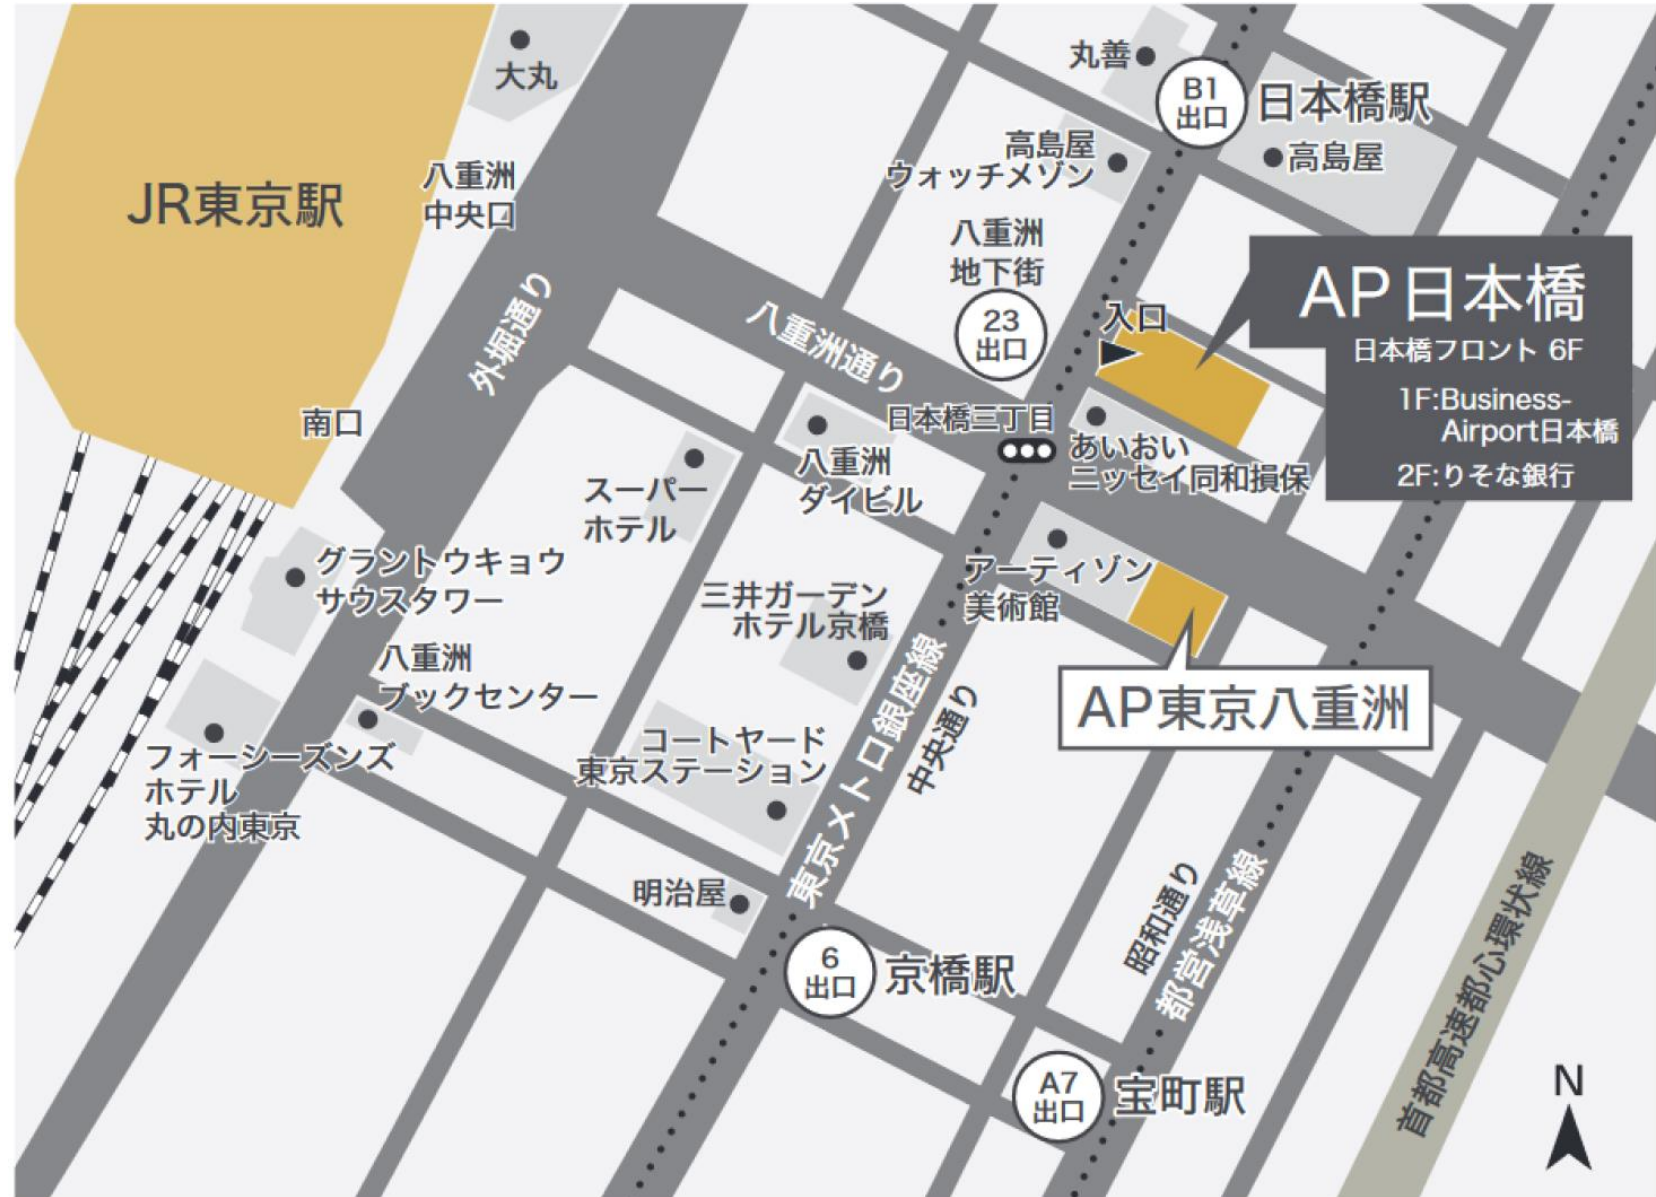 大丸
丸善
B1
出口
日本橋駅
高島屋
高島屋
ウォッチメゾン
JR東京駅
八重洲
中央口
八重洲
地下街
23
出口
入口
AP日本橋
日本橋フロント 6F
1F:Business-
Airport日本橋
2F:りそな銀行
外堀通り
八重洲通り
南口
日本橋三丁目
あいおい
ニッセイ同和損保
八重洲
ダイビル
スーパー
ホテル
グラントウキョウ
サウスタワー
アーティゾン
美術館
三井ガーデン
ホテル京橋
八重洲
ブックセンター
AP東京八重洲
フォーシーズンズ
ホテル
丸の内東京
コートヤード
東京ステーション
東京メトロ銀座線
中央通り
明治屋
昭和通り
都営浅草線
首都高速都心環状線
6
出口
京橋駅
A7
出口
宝町駅
N